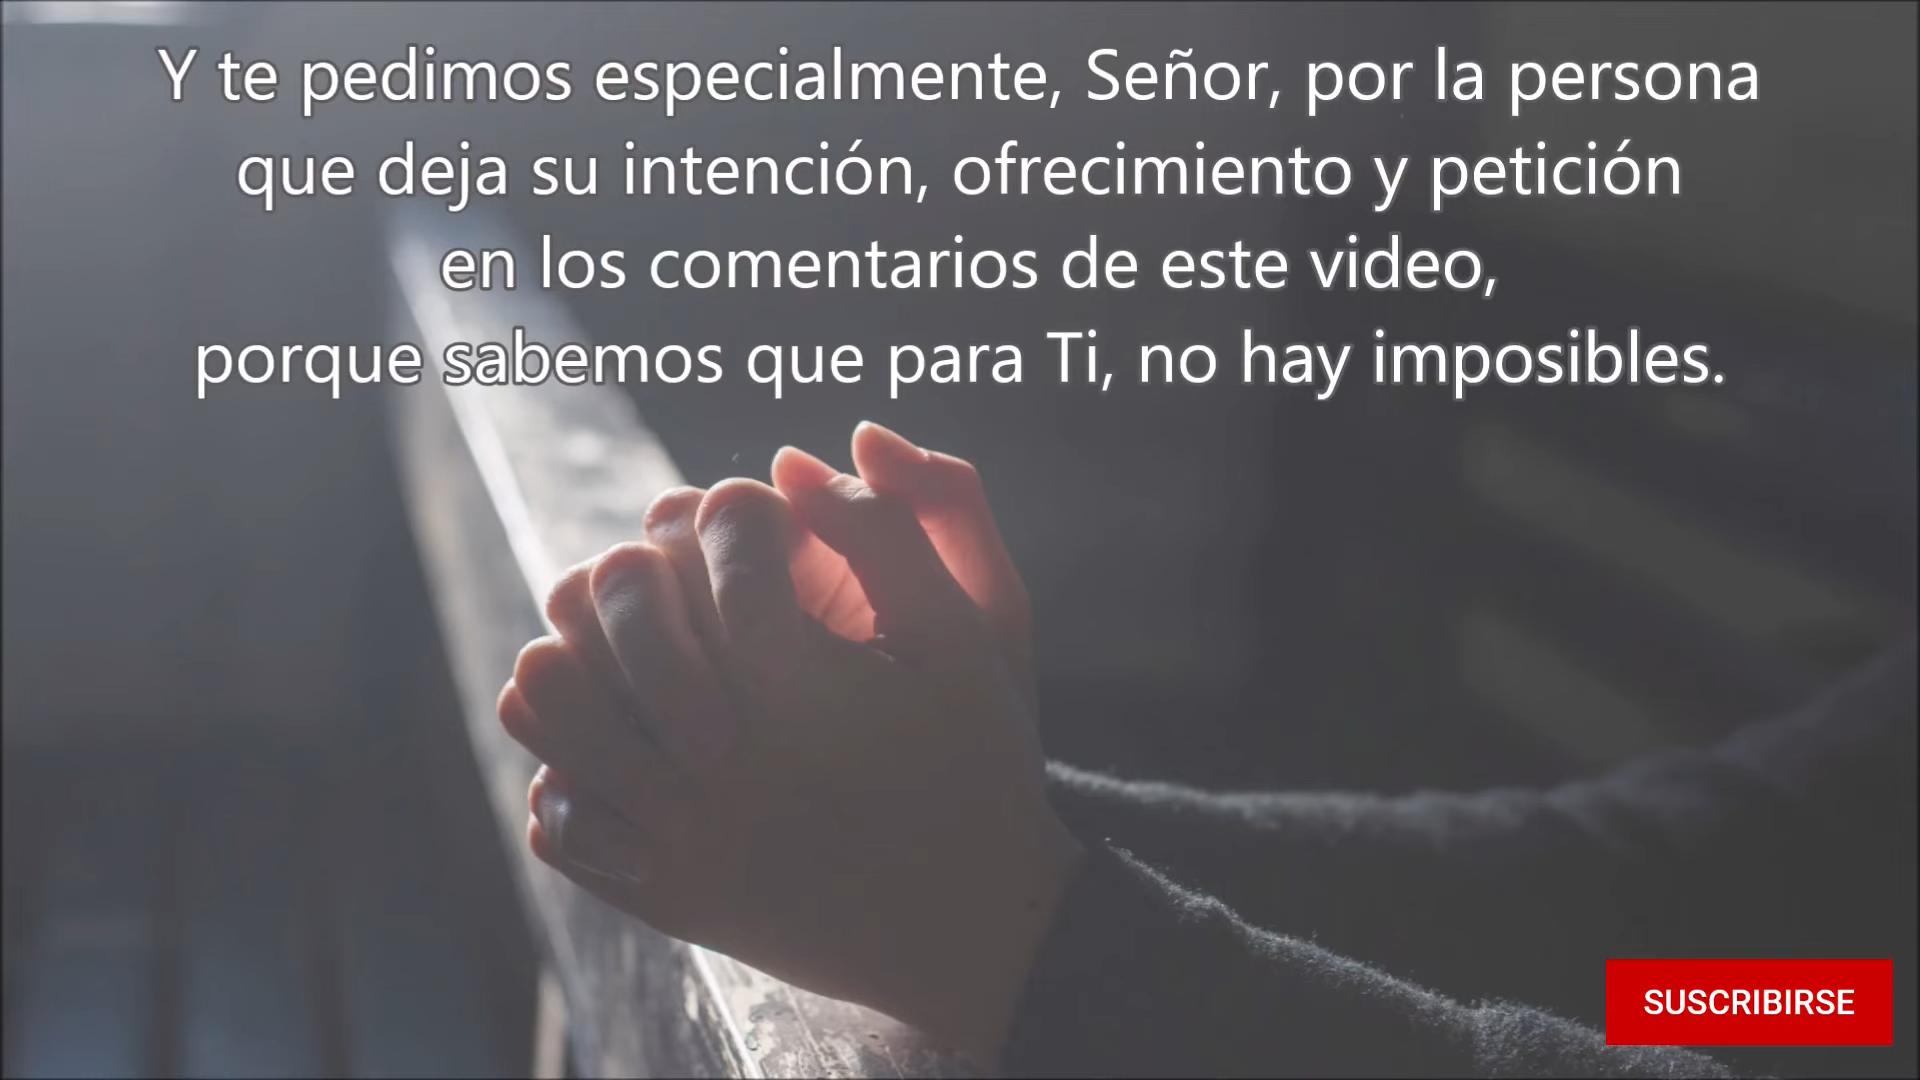 Y te pedimos especialmente, Señor, por la persona
que deja su intención, ofrecimiento y petición
en los comentarios de este video,
porque sabemos que para Ti, no hay imposibles.
SUSCRIBIRSE